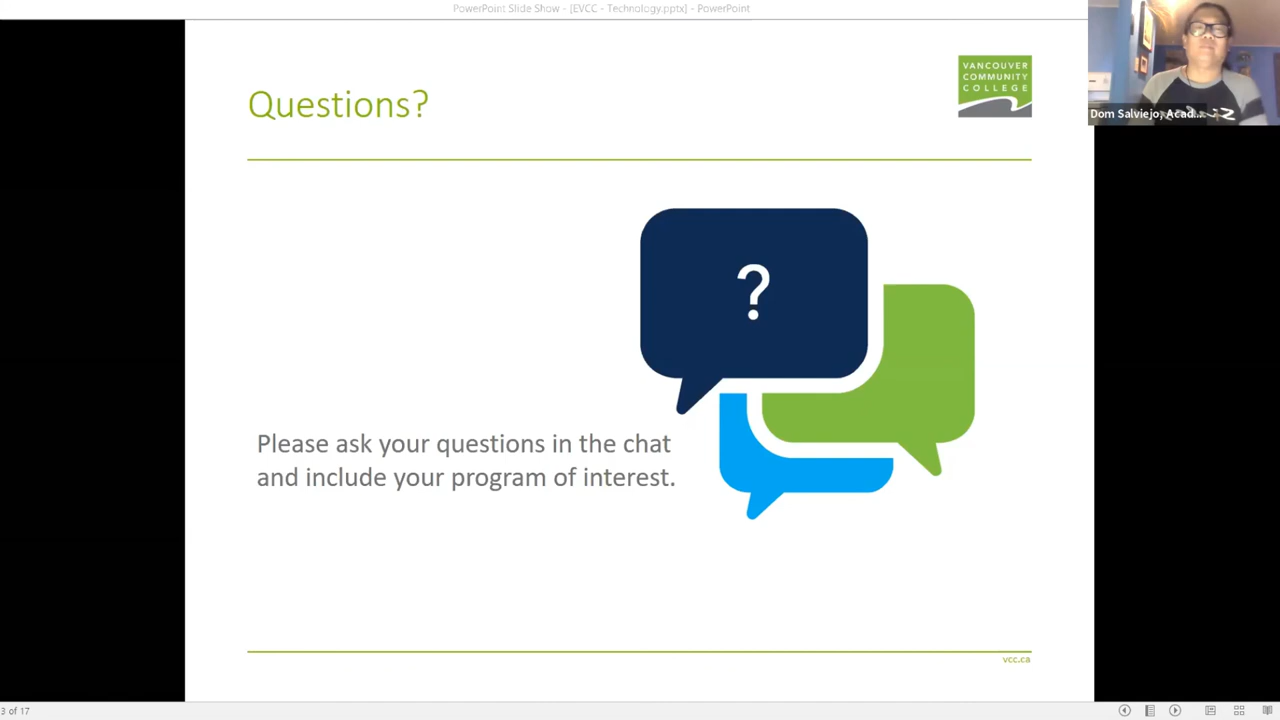 PowerPoint Slide Show - [EVCC - Technology.pptx] - PowerPoint
Questions?
VANCOUVER
COMMUNITY
COLLEGE
Dom Salviejo, Acad...
?
Please ask your questions in the chat
and include your program of interest.
vcc.ca
3 of 17